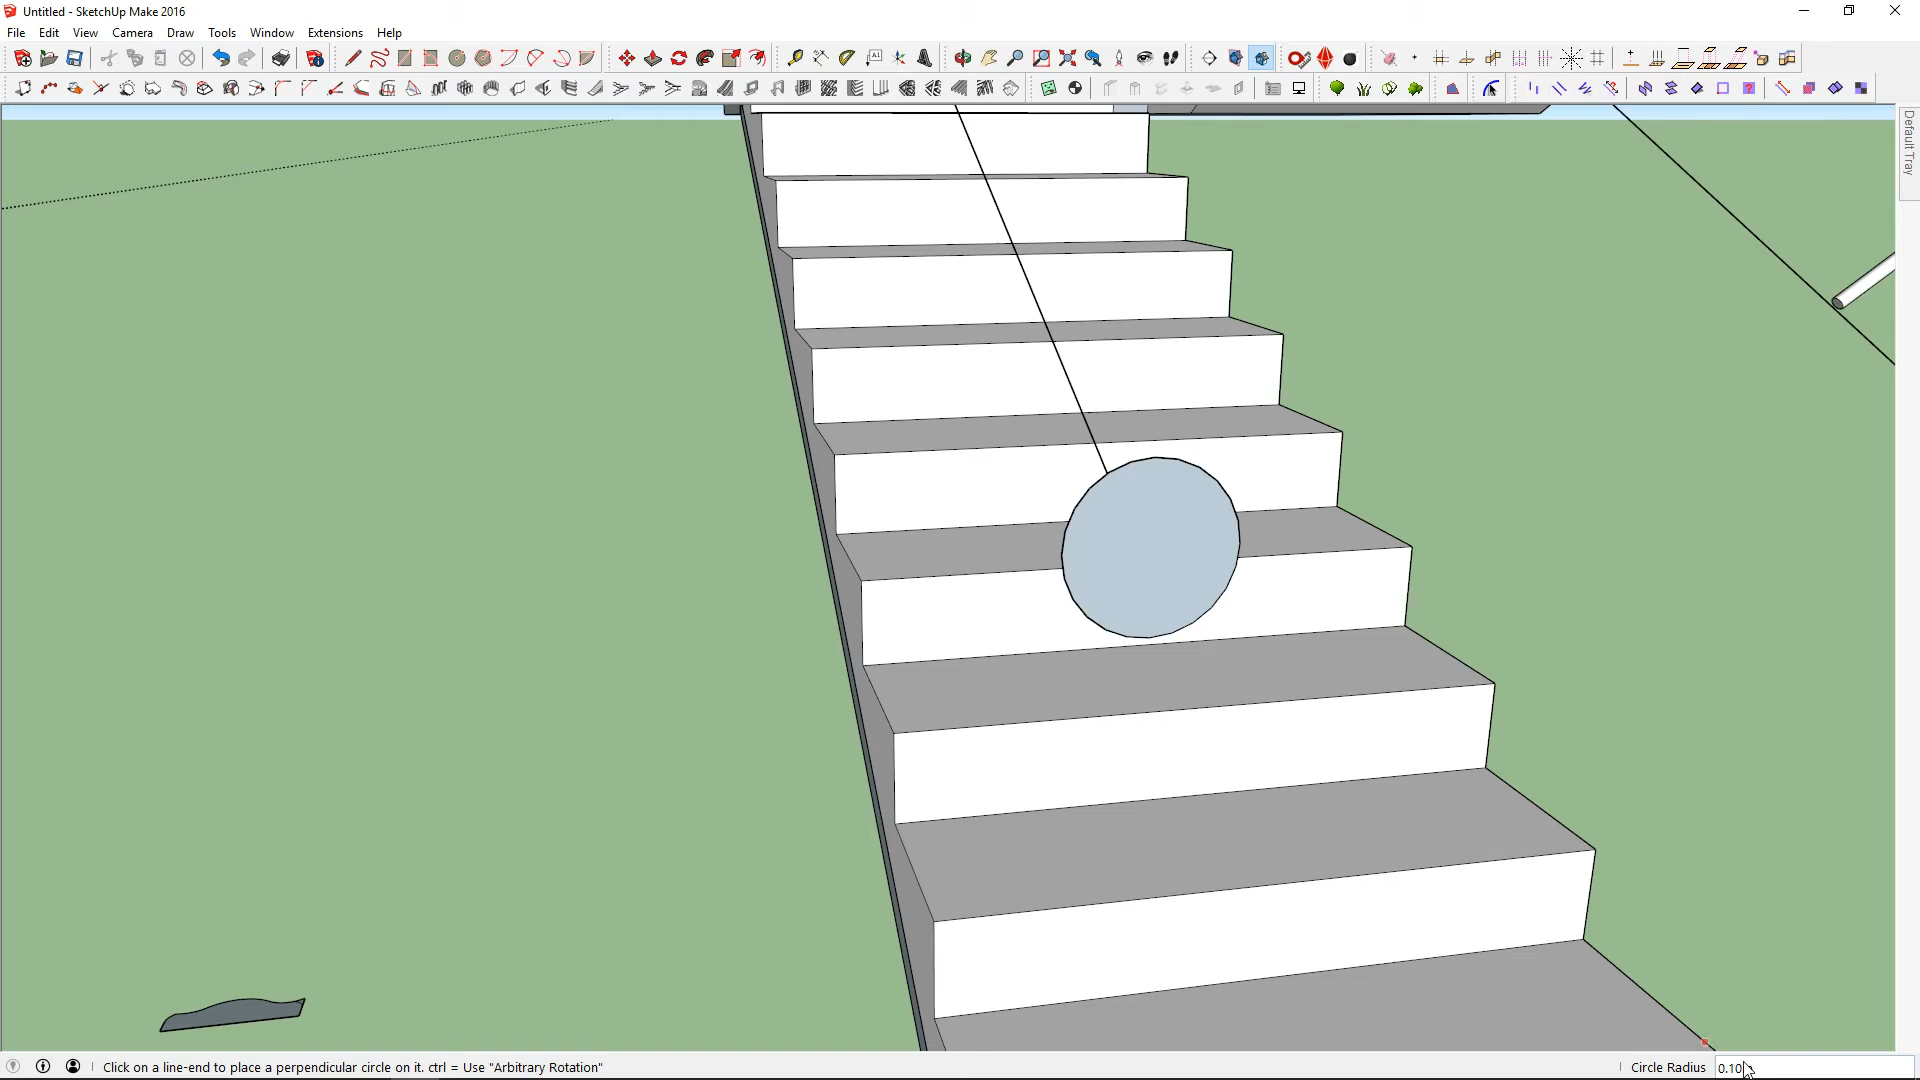 Untitled - SketchUp Make 2016
File Edit View Camera Draw Tools Window Extensions Help
Default Tray
Click on a line-end to place a perpendicular circle on it. ctrl = Use "Arbitrary Rotation"
Circle Radius 0.10